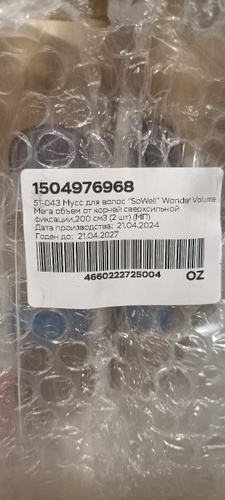 1504976968
51-043 Мусс для волос "SoWell" Wonder Volume
Мега объем от корней сверхсильной
фиксации,200 см3 (2 шт) (МП)
Дата производства: 21.04.2024
Годен до: 21.04.2027
4660222725004
OZ